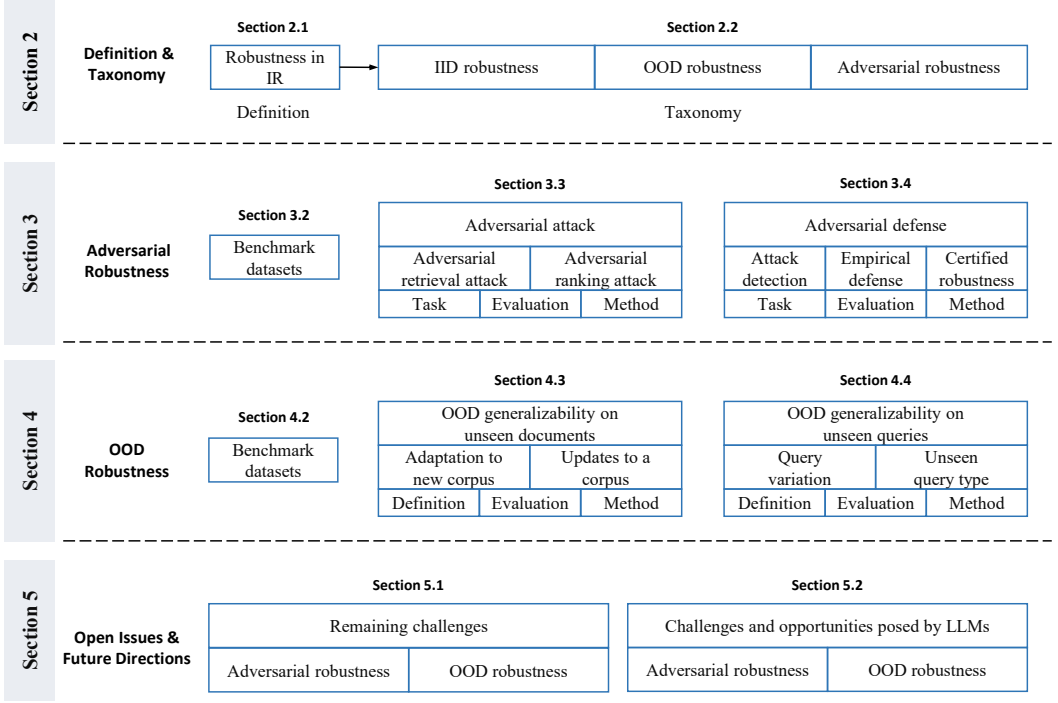 Section 2
Definition &
Taxonomy
Section 2.1
Robustness in
IR
Definition
Section 2.2
IID robustness
OOD robustness
Adversarial robustness
Taxonomy
Section 3
Adversarial
Robustness
Section 3.2
Benchmark
datasets
Section 3.3
Adversarial attack
Adversarial
retrieval attack
Adversarial
ranking attack
Task
Evaluation
Method
Section 3.4
Adversarial defense
Attack
detection
Empirical
defense
Certified
robustness
Task
Evaluation
Method
Section 4
OOD
Robustness
Section 4.2
Benchmark
datasets
Section 4.3
OOD generalizability on
unseen documents
Adaptation to
new corpus
Updates to a
corpus
Definition
Evaluation
Method
Section 4.4
OOD generalizability on
unseen queries
Query
variation
Unseen
query type
Definition
Evaluation
Method
Section 5
Open Issues &
Future Directions
Section 5.1
Remaining challenges
Adversarial robustness
OOD robustness
Section 5.2
Challenges and opportunities posed by LLMs
Adversarial robustness
OOD robustness